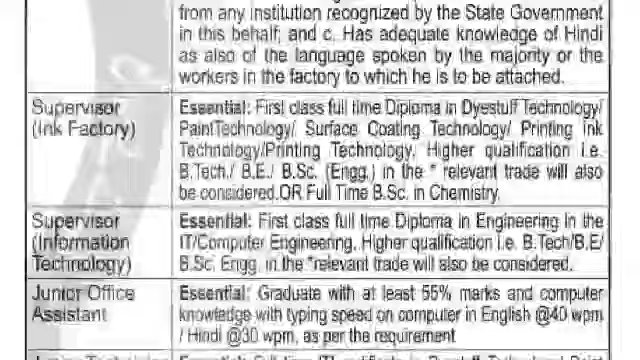 from any institution recognized by the State Government
in this behalf, and c. Has adequate knowledge of Hindi
as also of the language spoken by the majority or the
workers in the factory to which he is to be attached.
Supervisor
(Ink Factory)
Essential: First class full time Diploma in Dyestuff Technology/
PaintTechnology/ Surface Coating Technology/ Printing Ink
Technology/Printing Technology. Higher qualification i.e.
B.Tech./ B.E./ B.Sc. (Engg.) in the * relevant trade will also
be considered.OR Full Time B.Sc. in Chemistry.
Supervisor
(Information
Technology)
Essential: First class full time Diploma in Engineering in the
IT/Computer Engineering. Higher qualification i.e. B.Tech/B.E/
B.Sc. Engg. in the *relevant trade will also be considered.
Junior Office
Assistant
Essential: Graduate with at least 55% marks and computer
knowledge with typing speed on computer in English @40 wpm
/ Hindi @30 wpm, as per the requirement